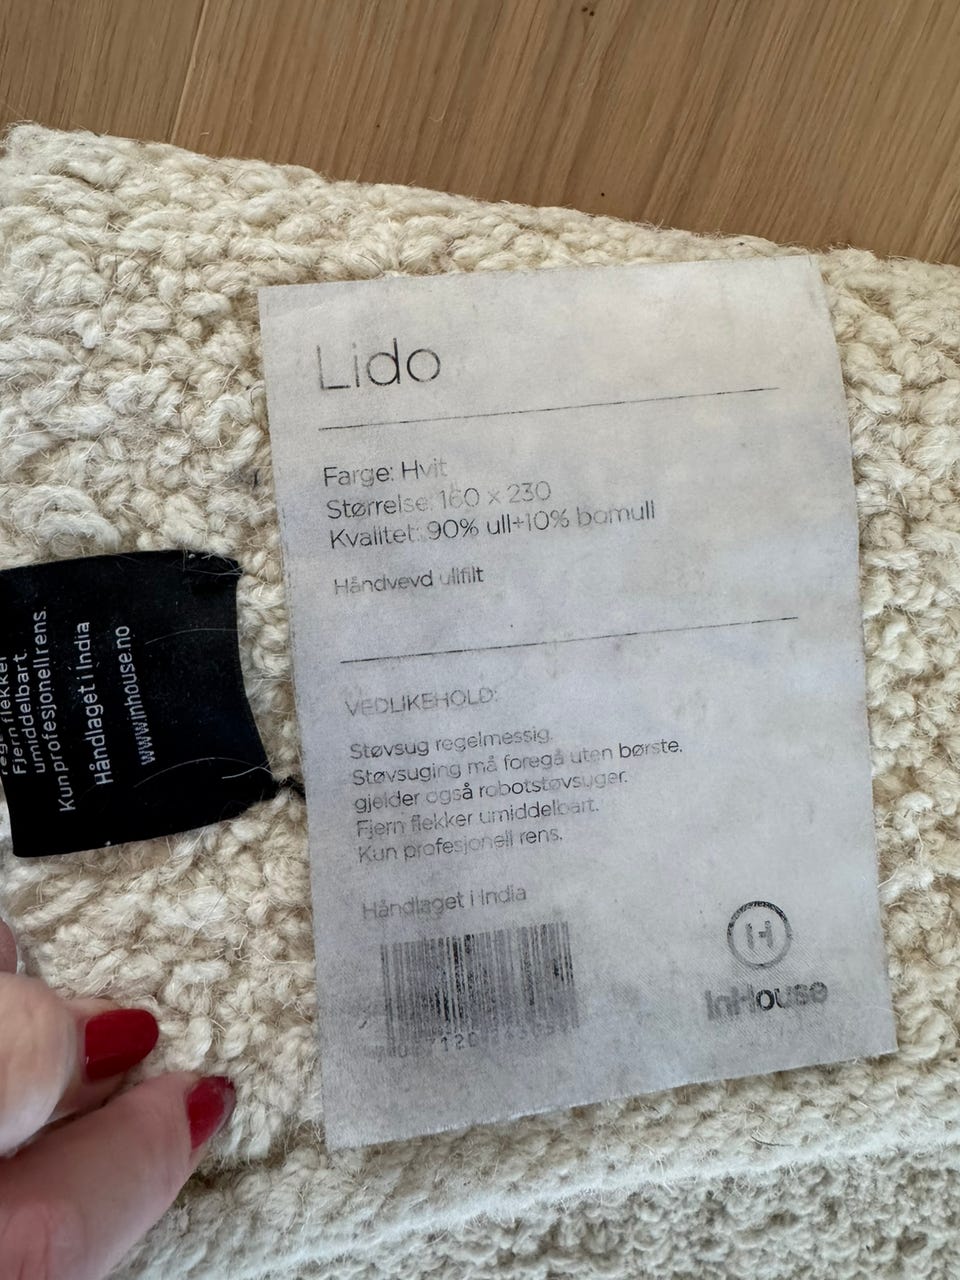 Lido
Farge: Hvit
Størrelse: 160 x 230
Kvalitet: 90% ull+10% bomull
Håndvevd ullfilt
VEDLIKEHOLD:
Støvsug regelmessig.
Støvsuging må foregå uten børste.
gjelder også robotstøvsuger.
Fjern flekker umiddelbart.
Kun profesjonell rens.
Håndlaget i India
InHouse
flekker
Fjern
umiddelbart.
Kun profesjonell rens.
Håndlaget i India
www.inhouse.no